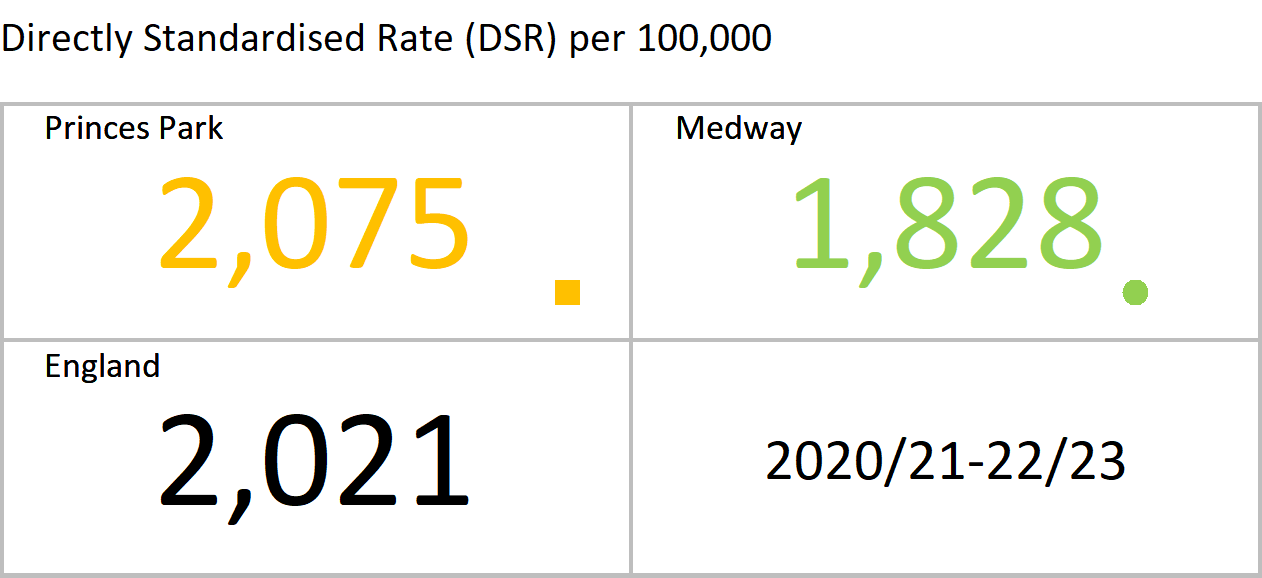 Directly Standardised Rate (DSR) per 100,000
Princes Park
2,075
Medway
1,828
England
2,021
2020/21-22/23